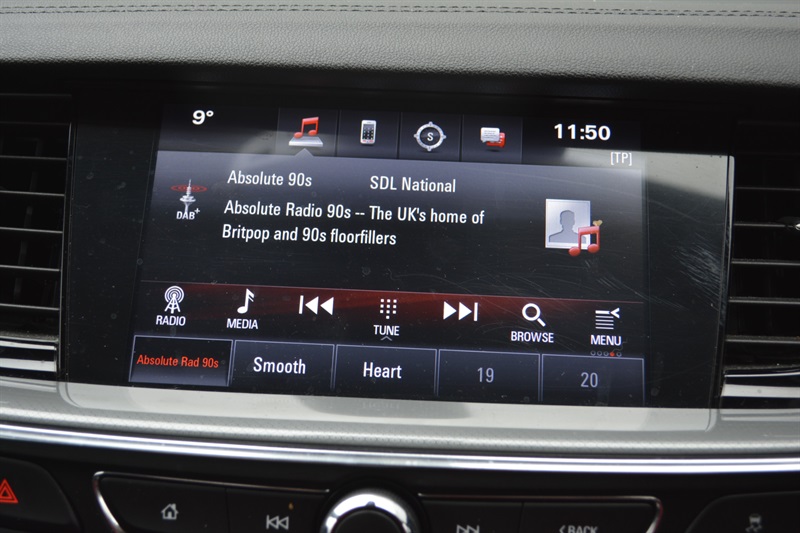 9°
11:50
S
[TP]
Absolute 90s SDL National
DAB+
Absolute Radio 90s -- The UK's home of
Britpop and 90s floorfillers
RADIO MEDIA TUNE BROWSE MENU
Absolute Rad 90s Smooth Heart 19 20
BACK